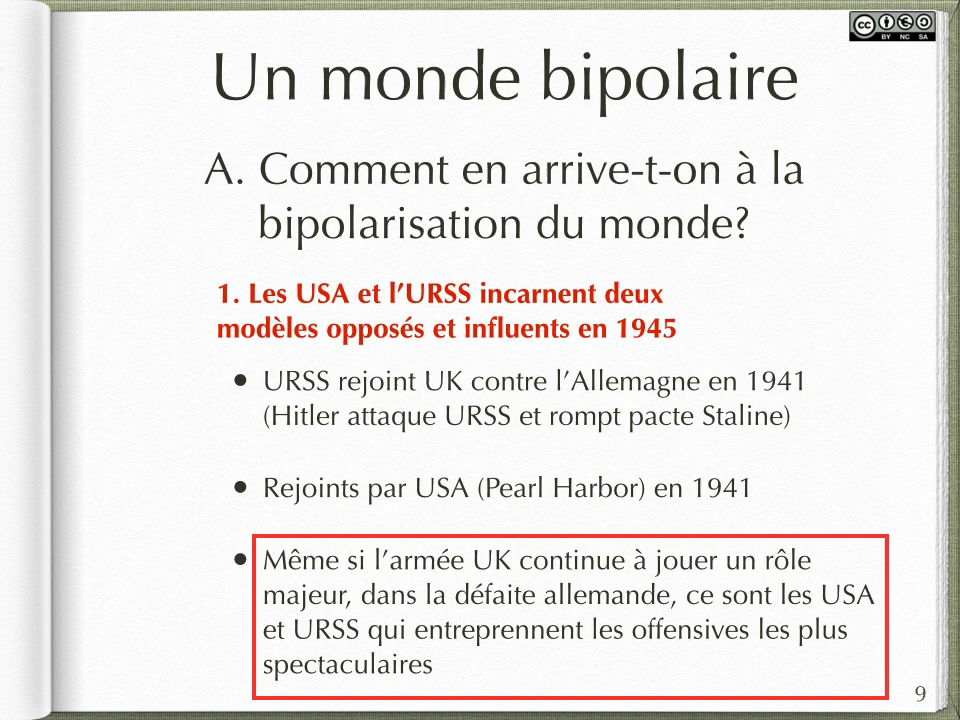 cc BY NC SA
Un monde bipolaire
A. Comment en arrive-t-on à la
bipolarisation du monde?
1. Les USA et l’URSS incarnent deux
modèles opposés et influents en 1945
• URSS rejoint UK contre l’Allemagne en 1941
(Hitler attaque URSS et rompt pacte Staline)
• Rejoints par USA (Pearl Harbor) en 1941
• Même si l’armée UK continue à jouer un rôle
majeur, dans la défaite allemande, ce sont les USA
et URSS qui entreprennent les offensives les plus
spectaculaires
9